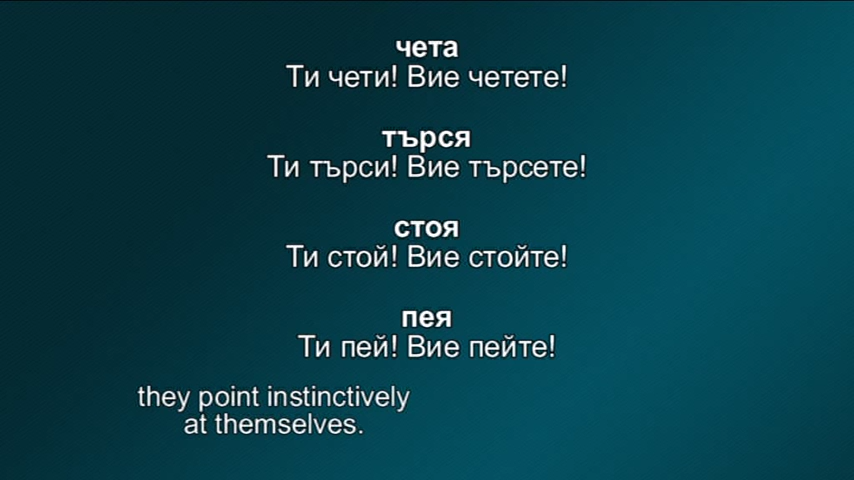 чета
Ти чети! Вие четете!
търся
Ти търси! Вие търсете!
стоя
Ти стой! Вие стойте!
пея
Ти пей! Вие пейте!
they point instinctively
at themselves.